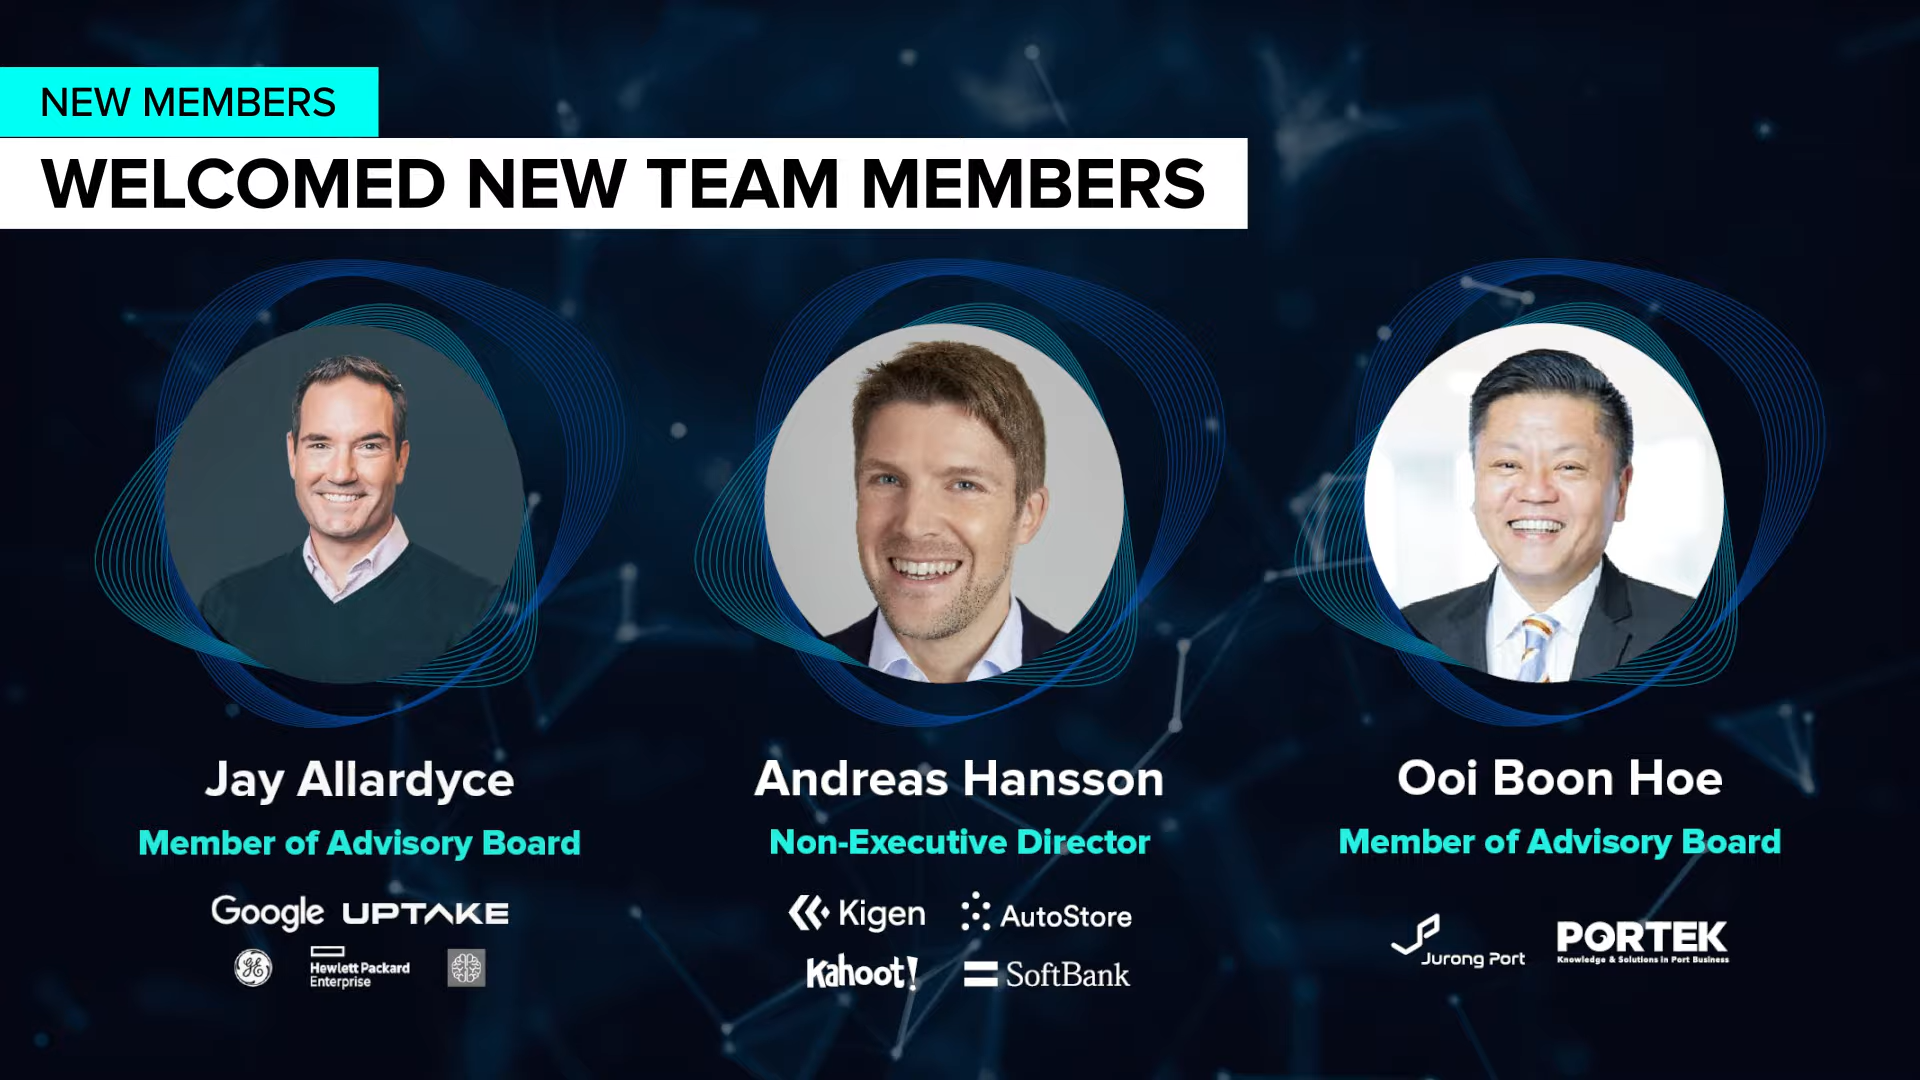 NEW MEMBERS
WELCOMED NEW TEAM MEMBERS
Jay Allardyce
Member of Advisory Board
Google UPTAKE
GE
Hewlett Packard
Enterprise
Andreas Hansson
Non-Executive Director
Kigen AutoStore
Kahoot! SoftBank
Ooi Boon Hoe
Member of Advisory Board
Jurong Port
PORTEK
Knowledge & Solutions in Port Business